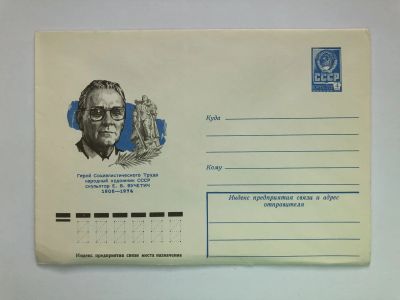 СССР
Куда
Кому
Герой Социалистического Труда
народный художник СССР
скульптор Е. В. ВУЧЕТИЧ
1908—1974
Индекс предприятия связи и адрес
отправителя
Индекс предприятия связи места назначения